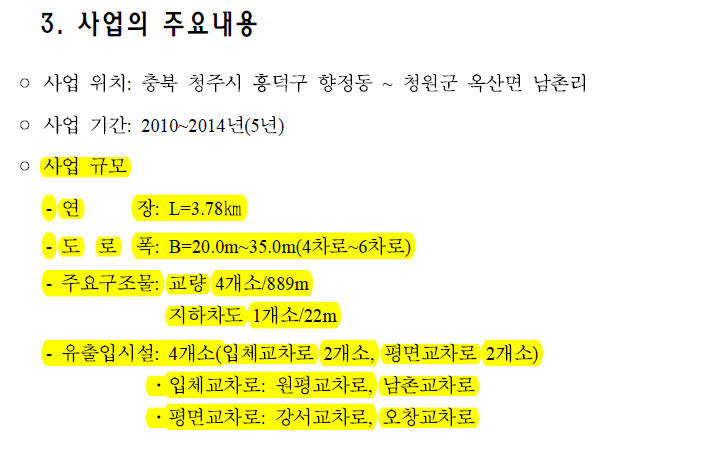 3. 사업의 주요내용
○ 사업 위치: 충북 청주시 흥덕구 향정동 ~ 청원군 옥산면 남촌리
○ 사업 기간: 2010~2014년(5년)
○ 사업 규모
- 연 장: L=3.78㎞
- 도 로 폭: B=20.0m~35.0m(4차로~6차로)
- 주요구조물: 교량 4개소/889m
지하차도 1개소/22m
- 유출입시설: 4개소(입체교차로 2개소, 평면교차로 2개소)
·입체교차로: 원평교차로, 남촌교차로
·평면교차로: 강서교차로, 오창교차로